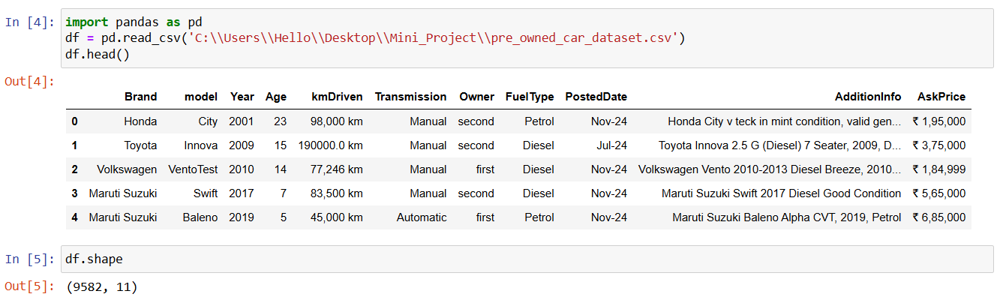 In [4]: import pandas as pd
df = pd.read_csv('C:\\Users\\Hello\\Desktop\\Mini_Project\\pre_owned_car_dataset.csv')
df.head()
Out[4]:
Brand model Year Age kmDriven Transmission Owner FuelType PostedDate AdditionInfo AskPrice
0 Honda City 2001 23 98,000 km Manual second Petrol Nov-24 Honda City v teck in mint condition, valid gen... ₹ 1,95,000
1 Toyota Innova 2009 15 190000.0 km Manual second Diesel Jul-24 Toyota Innova 2.5 G (Diesel) 7 Seater, 2009, D... ₹ 3,75,000
2 Volkswagen VentoTest 2010 14 77,246 km Manual first Diesel Nov-24 Volkswagen Vento 2010-2013 Diesel Breeze, 2010... ₹ 1,84,999
3 Maruti Suzuki Swift 2017 7 83,500 km Manual second Diesel Nov-24 Maruti Suzuki Swift 2017 Diesel Good Condition ₹ 5,65,000
4 Maruti Suzuki Baleno 2019 5 45,000 km Automatic first Petrol Nov-24 Maruti Suzuki Baleno Alpha CVT, 2019, Petrol ₹ 6,85,000
In [5]: df.shape
Out[5]: (9582, 11)